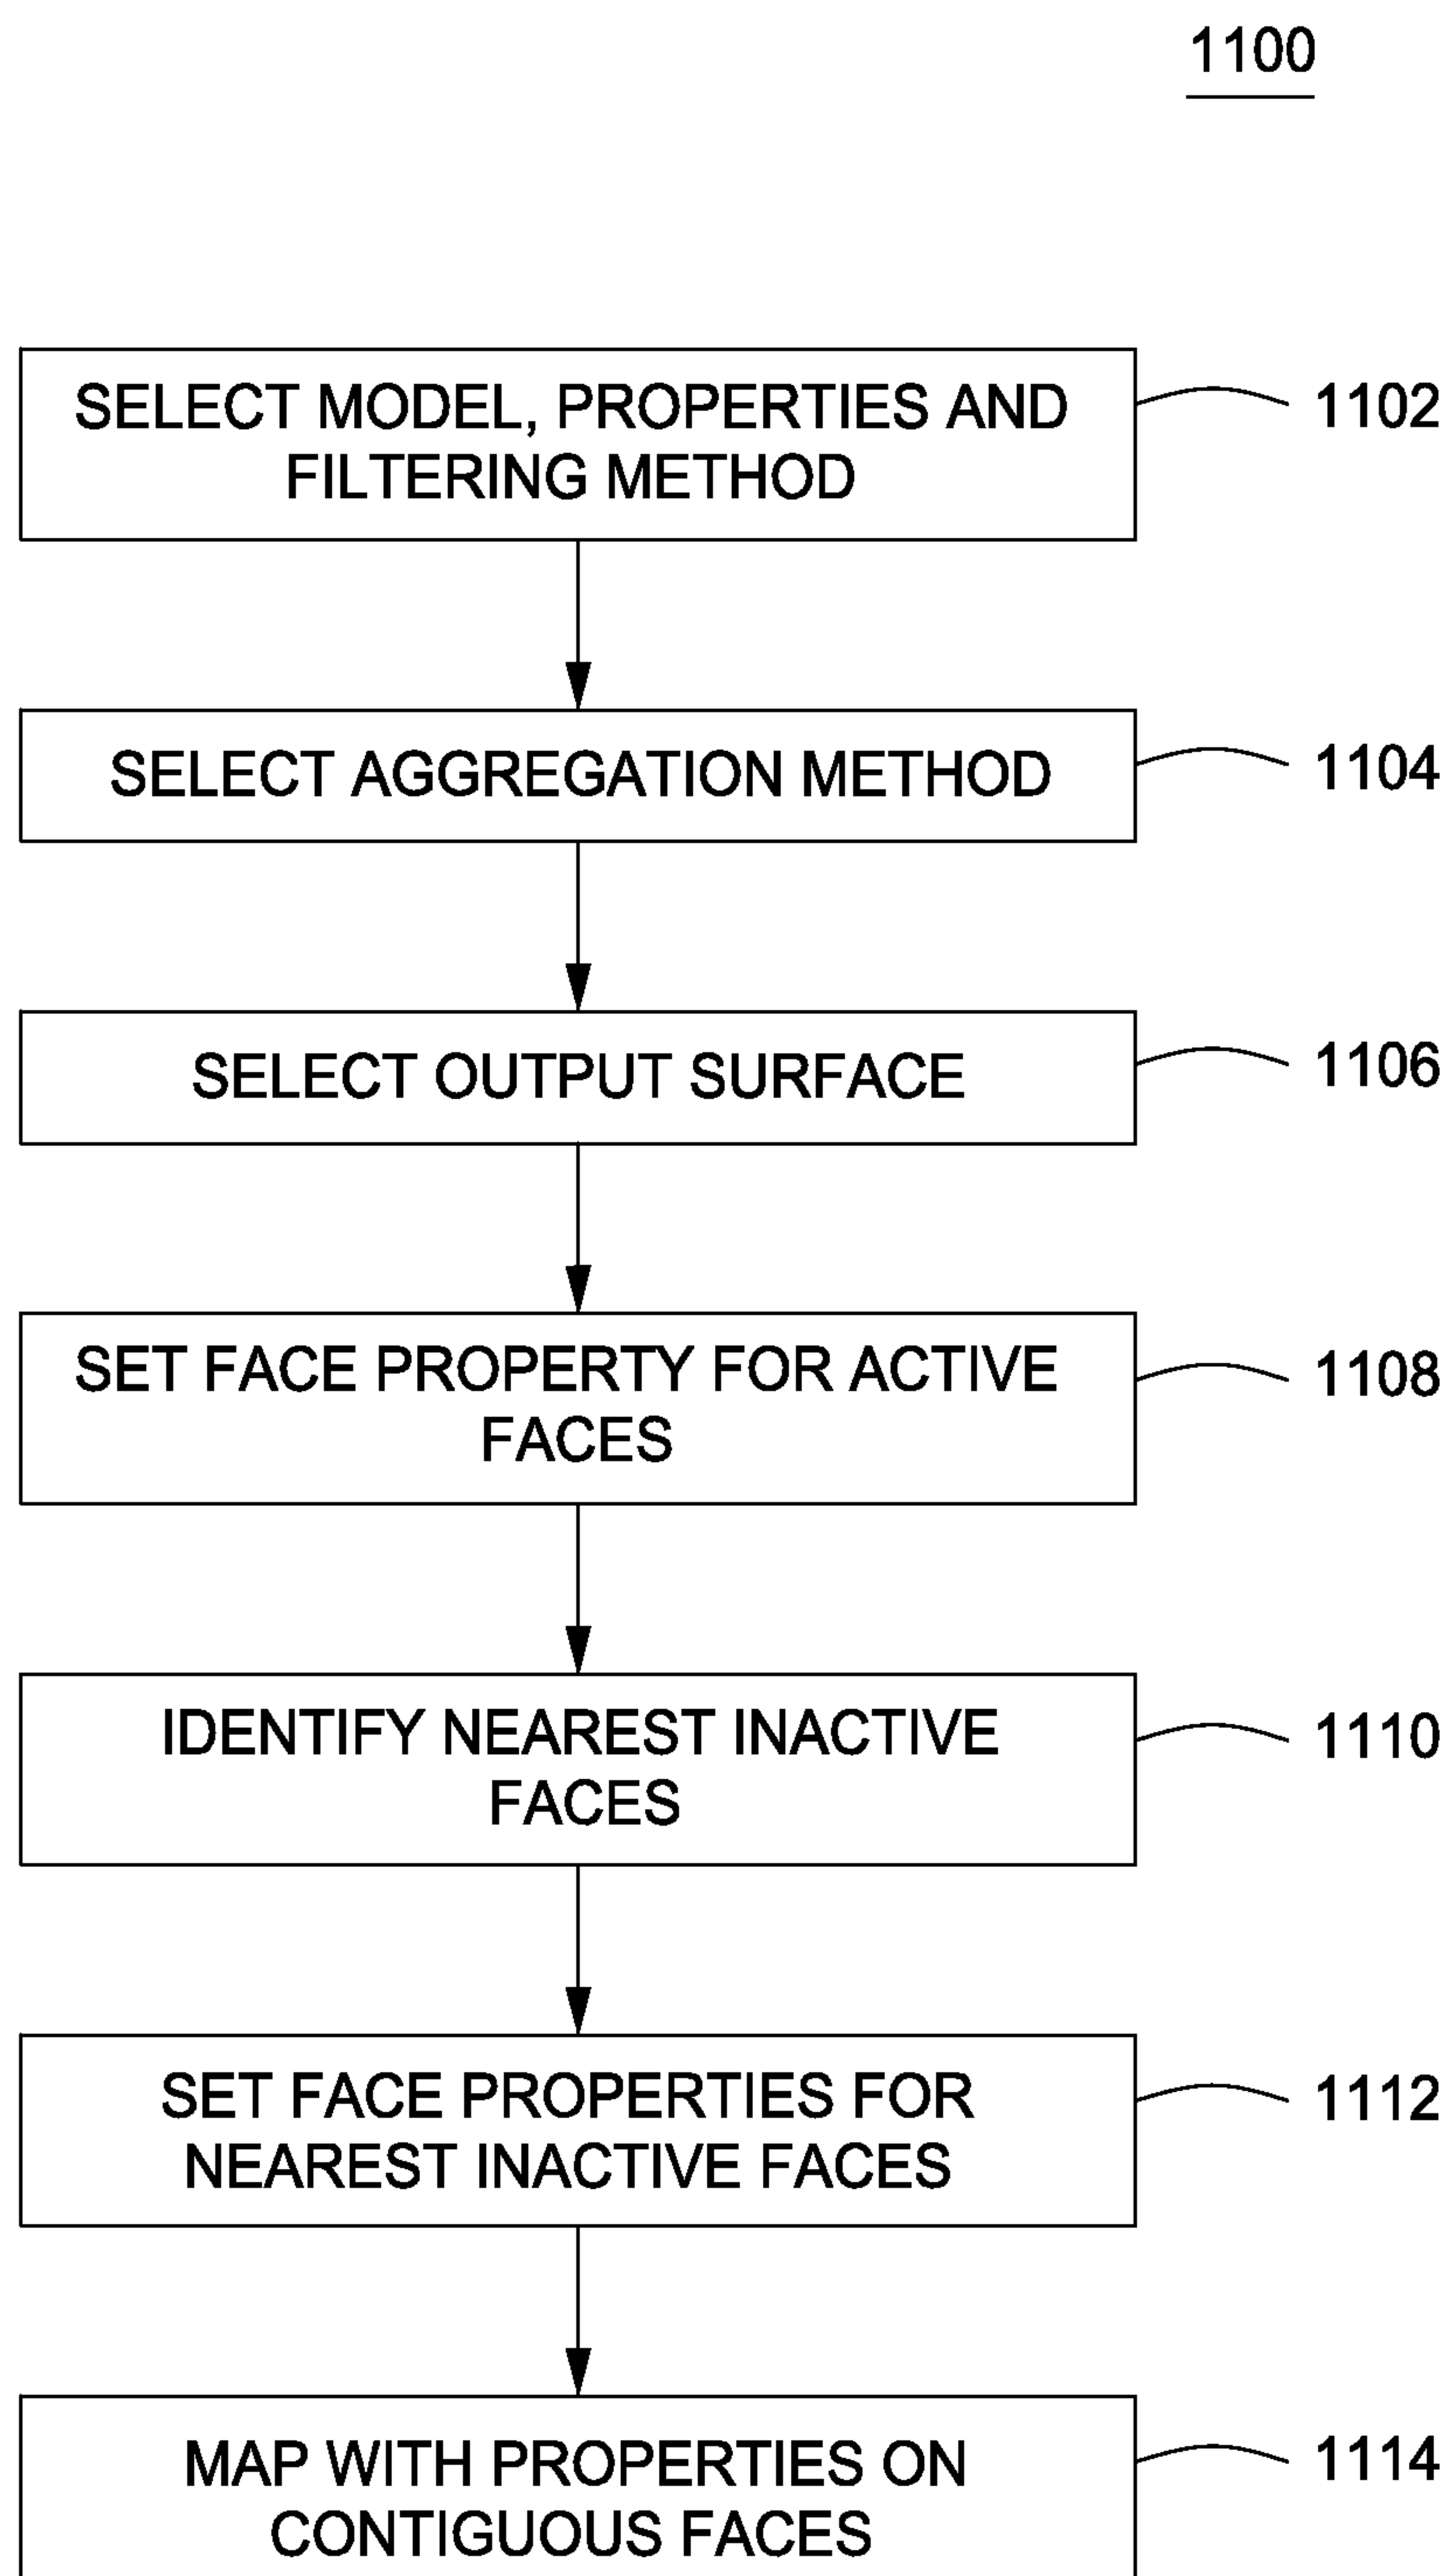 1100
SELECT MODEL, PROPERTIES AND
FILTERING METHOD
1102
SELECT AGGREGATION METHOD
1104
SELECT OUTPUT SURFACE
1106
SET FACE PROPERTY FOR ACTIVE
FACES
1108
IDENTIFY NEAREST INACTIVE
FACES
1110
SET FACE PROPERTIES FOR
NEAREST INACTIVE FACES
1112
MAP WITH PROPERTIES ON
CONTIGUOUS FACES
1114